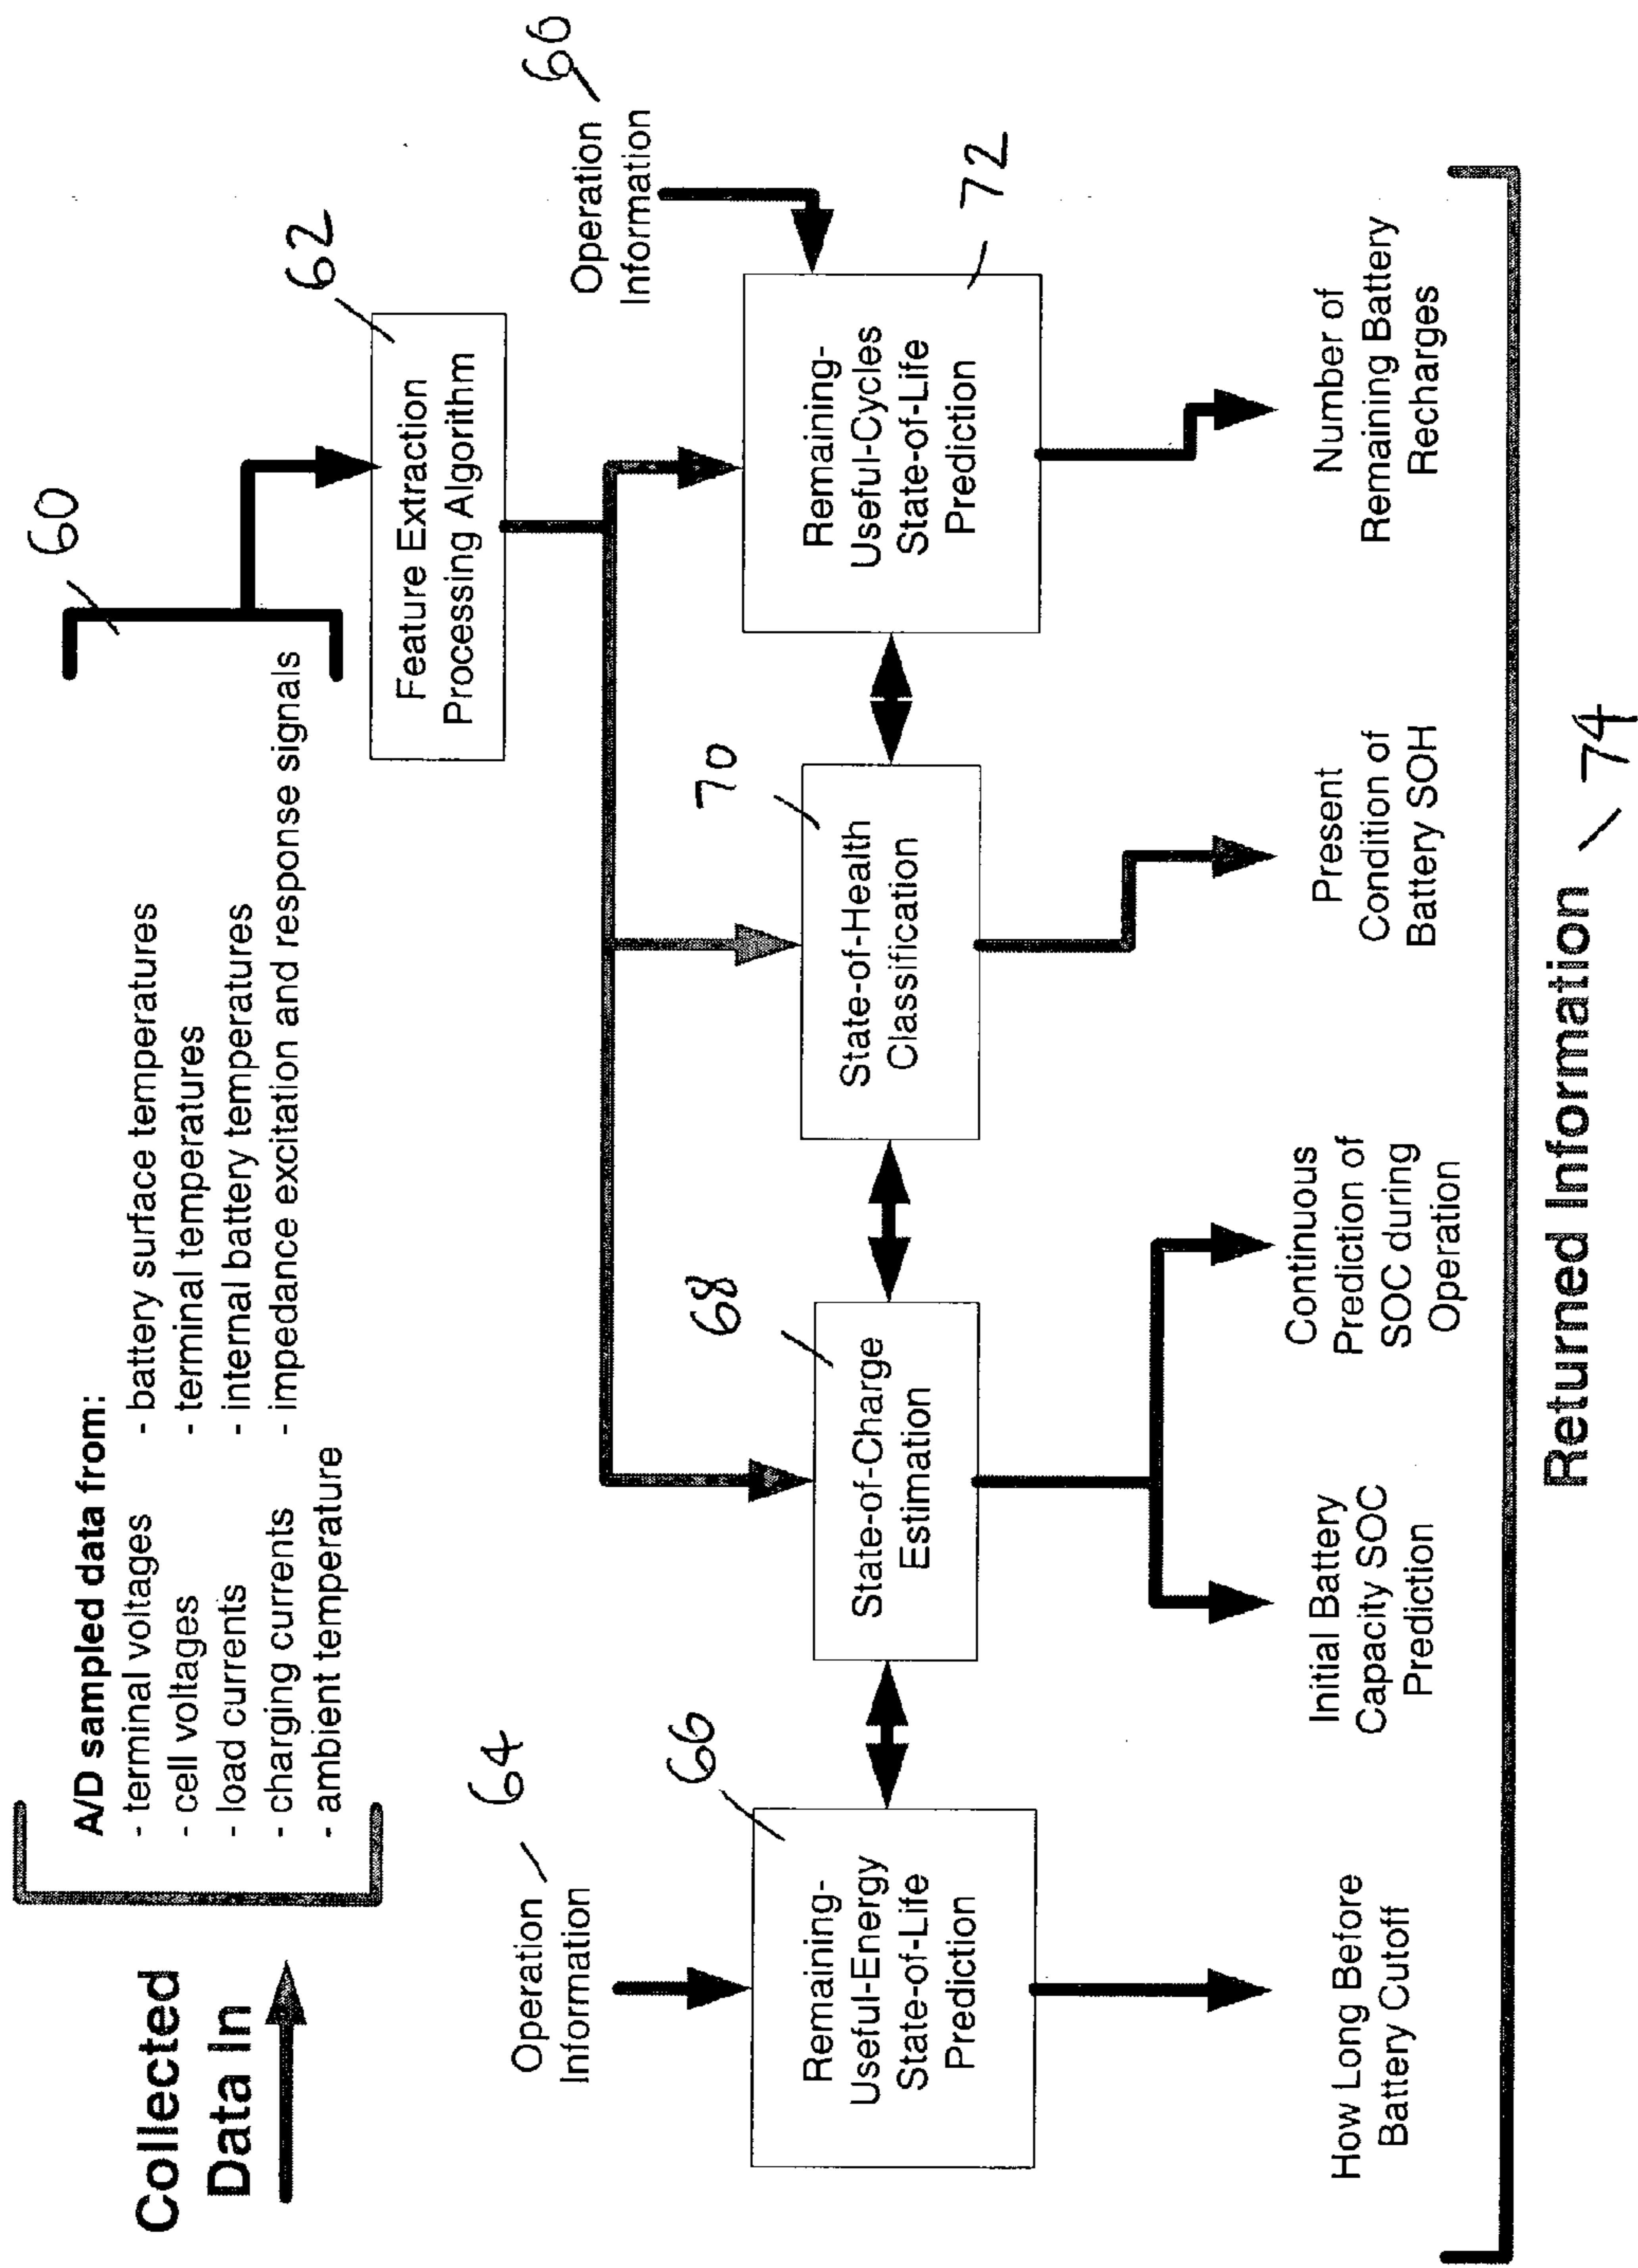 Collected
Data In
A/D sampled data from:
- terminal voltages
- cell voltages
- load currents
- charging currents
- ambient temperature
- battery surface temperatures
- terminal temperatures
- internal battery temperatures
- impedance excitation and response signals
60
62
Feature Extraction
Processing Algorithm
Operation
Information
64
Operation
Information
66
66
Remaining-
Useful-Energy
State-of-Life
Prediction
68
State-of-Charge
Estimation
70
State-of-Health
Classification
72
Remaining-
Useful-Cycles
State-of-Life
Prediction
How Long Before
Battery Cutoff
Initial Battery
Capacity SOC
Prediction
Continuous
Prediction of
SOC during
Operation
Present
Condition of
Battery SOH
Number of
Remaining Battery
Recharges
Returned Information
74